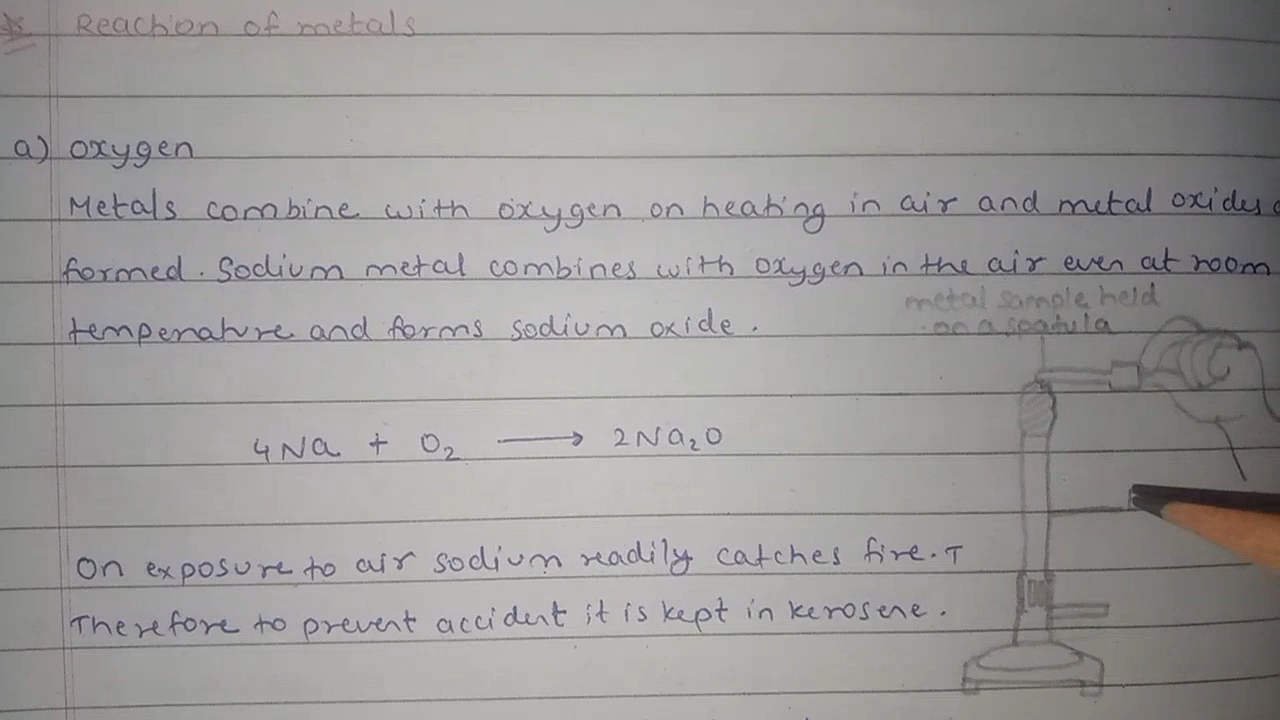 * Reaction of metals
a) oxygen
Metals combine with oxygen on heating in air and metal oxides
formed. Sodium metal combines with oxygen in the air even at room
temperature and forms sodium oxide.
metal sample held
on a spatula
4Na + O₂ ⟶ 2Na₂O
On exposure to air sodium readily catches fire. T
Therefore to prevent accident it is kept in kerosene.